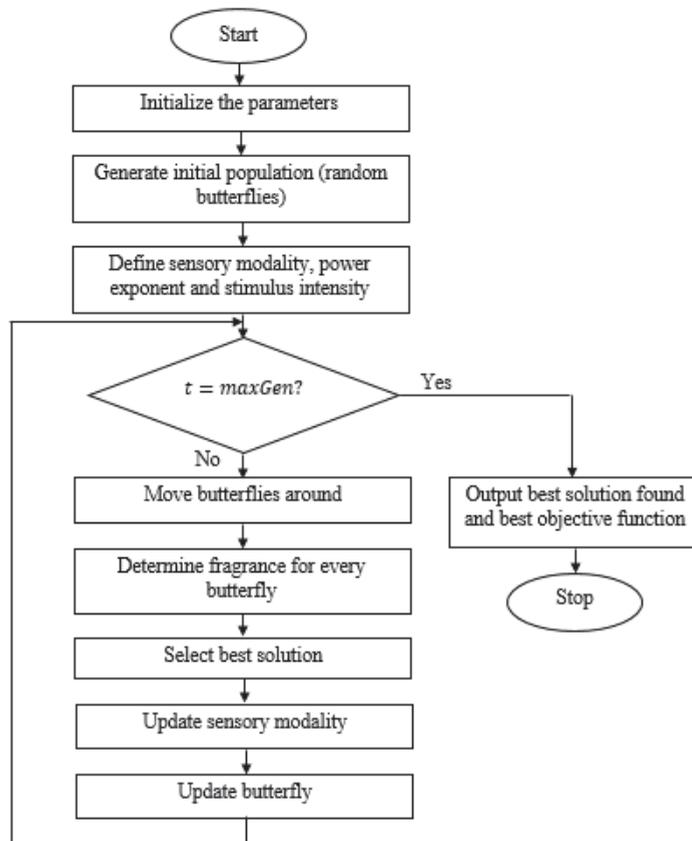 Start
Initialize the parameters
Generate initial population (random
butterflies)
Define sensory modality, power
exponent and stimulus intensity
t = maxGen?
Yes
No
Move butterflies around
Output best solution found
and best objective function
Determine fragrance for every
butterfly
Stop
Select best solution
Update sensory modality
Update butterfly